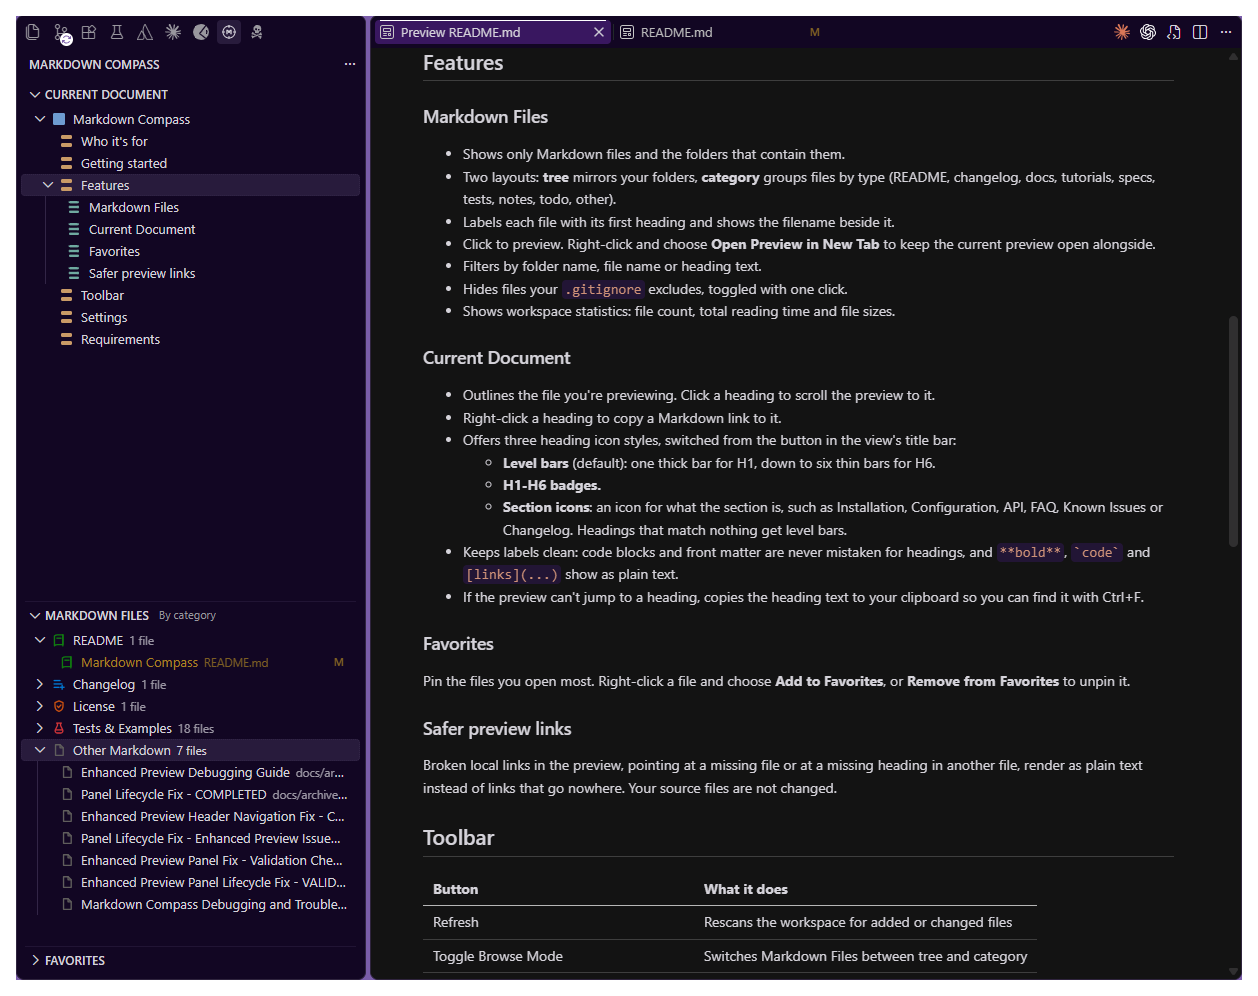 MARKDOWN COMPASS
CURRENT DOCUMENT
Markdown Compass
Who it's for
Getting started
Features
Markdown Files
Current Document
Favorites
Safer preview links
Toolbar
Settings
Requirements
MARKDOWN FILES By category
README 1 file
Markdown Compass README.md M
Changelog 1 file
License 1 file
Tests & Examples 18 files
Other Markdown 7 files
Enhanced Preview Debugging Guide docs/ar...
Panel Lifecycle Fix - COMPLETED docs/archive...
Enhanced Preview Header Navigation Fix - C...
Panel Lifecycle Fix - Enhanced Preview Issue...
Enhanced Preview Panel Fix - Validation Che...
Enhanced Preview Panel Lifecycle Fix - VALID...
Markdown Compass Debugging and Trouble...
FAVORITES
Preview README.md
README.md M
Features
Markdown Files
• Shows only Markdown files and the folders that contain them.
• Two layouts: tree mirrors your folders, category groups files by type (README, changelog, docs, tutorials, specs,
tests, notes, todo, other).
• Labels each file with its first heading and shows the filename beside it.
• Click to preview. Right-click and choose Open Preview in New Tab to keep the current preview open alongside.
• Filters by folder name, file name or heading text.
• Hides files your .gitignore excludes, toggled with one click.
• Shows workspace statistics: file count, total reading time and file sizes.
Current Document
• Outlines the file you're previewing. Click a heading to scroll the preview to it.
• Right-click a heading to copy a Markdown link to it.
• Offers three heading icon styles, switched from the button in the view's title bar:
◦ Level bars (default): one thick bar for H1, down to six thin bars for H6.
◦ H1-H6 badges.
◦ Section icons: an icon for what the section is, such as Installation, Configuration, API, FAQ, Known Issues or
Changelog. Headings that match nothing get level bars.
• Keeps labels clean: code blocks and front matter are never mistaken for headings, and **bold**, `code` and
[links](...) show as plain text.
• If the preview can't jump to a heading, copies the heading text to your clipboard so you can find it with Ctrl+F.
Favorites
Pin the files you open most. Right-click a file and choose Add to Favorites, or Remove from Favorites to unpin it.
Safer preview links
Broken local links in the preview, pointing at a missing file or at a missing heading in another file, render as plain text
instead of links that go nowhere. Your source files are not changed.
Toolbar
Button What it does
Refresh Rescans the workspace for added or changed files
Toggle Browse Mode Switches Markdown Files between tree and category